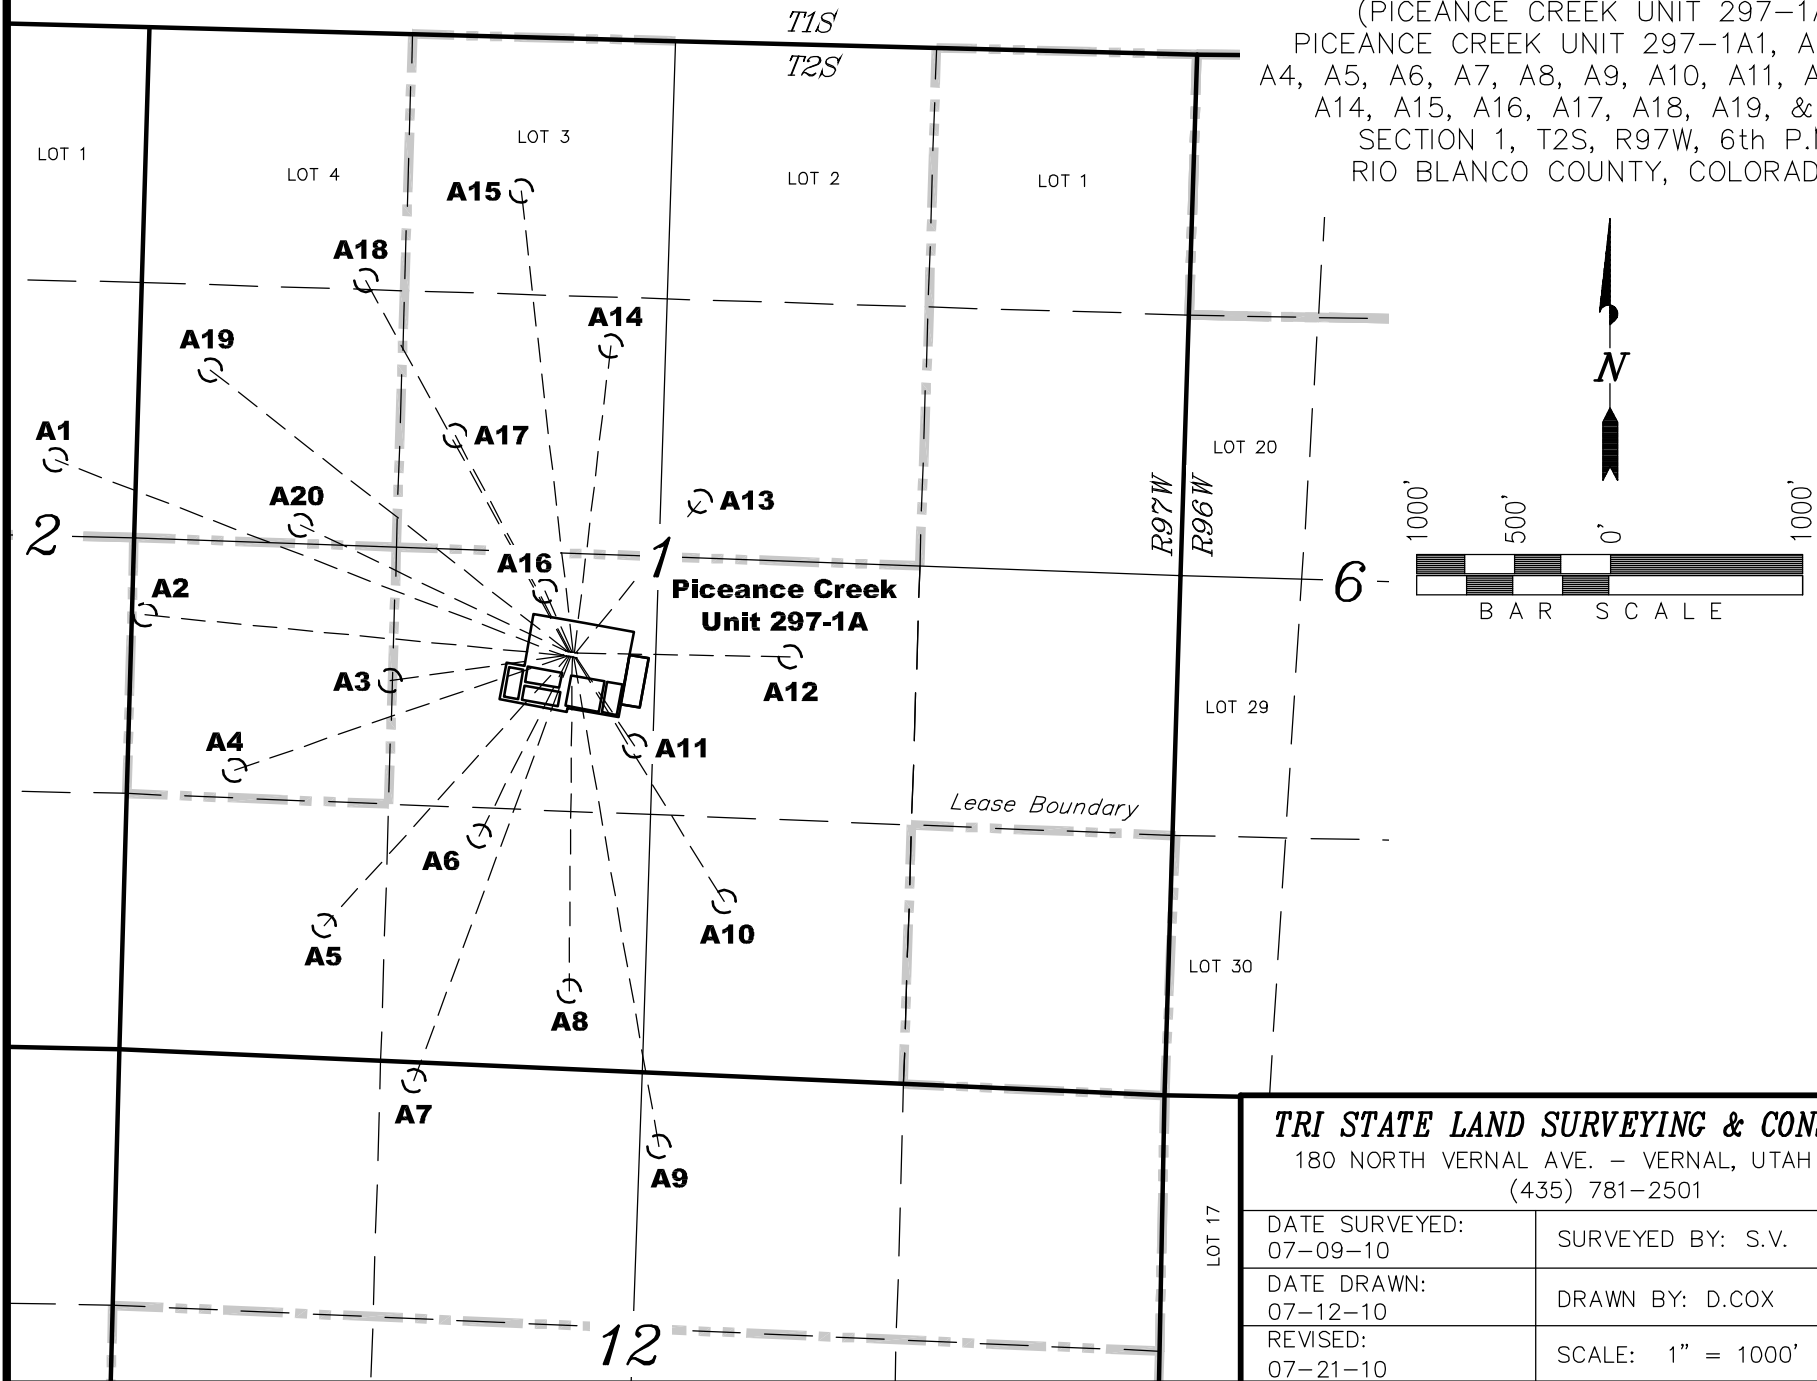 T1S
T2S
(PICEANCE CREEK UNIT 297-1A
PICEANCE CREEK UNIT 297-1A1, A
A4, A5, A6, A7, A8, A9, A10, A11, A
A14, A15, A16, A17, A18, A19, &
SECTION 1, T2S, R97W, 6th P.
RIO BLANCO COUNTY, COLORAD
LOT 1
LOT 4
LOT 3
LOT 2
LOT 1
A15
A18
A14
A19
A1
A17
A20
A13
2
A16
1
A2
Piceance Creek
Unit 297-1A
A3
A12
A4
A11
A6
A5
A10
A8
A7
A9
LOT 20
R97W
R96W
6
LOT 29
Lease Boundary
LOT 30
LOT 17
12
N
1000'
500'
0'
1000'
BAR SCALE
TRI STATE LAND SURVEYING & CON
180 NORTH VERNAL AVE. - VERNAL, UTAH
(435) 781-2501
DATE SURVEYED:
07-09-10
SURVEYED BY: S.V.
DATE DRAWN:
07-12-10
DRAWN BY: D.COX
REVISED:
07-21-10
SCALE: 1" = 1000'